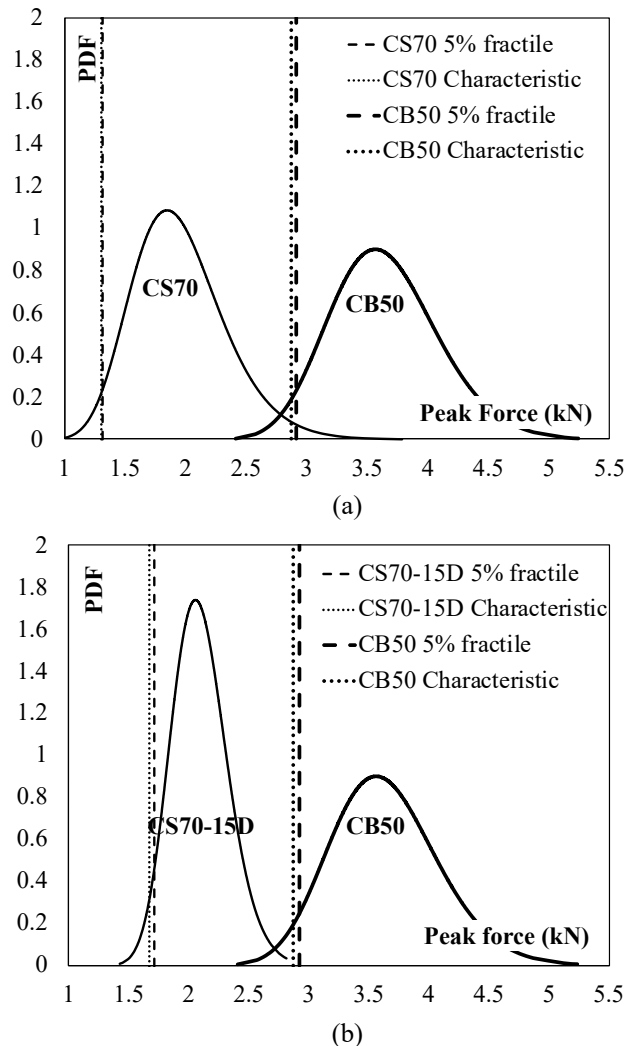 2
1.8
1.6
1.4
1.2
1
0.8
0.6
0.4
0.2
0
PDF
CS70 5% fractile
CS70 Characteristic
CB50 5% fractile
CB50 Characteristic
CS70
CB50
Peak Force (kN)
1 1.5 2 2.5 3 3.5 4 4.5 5 5.5
(a)
2
1.8
1.6
1.4
1.2
1
0.8
0.6
0.4
0.2
0
PDF
CS70-15D 5% fractile
CS70-15D Characteristic
CB50 5% fractile
CB50 Characteristic
CS70-15D
CB50
Peak force (kN)
1 1.5 2 2.5 3 3.5 4 4.5 5 5.5
(b)